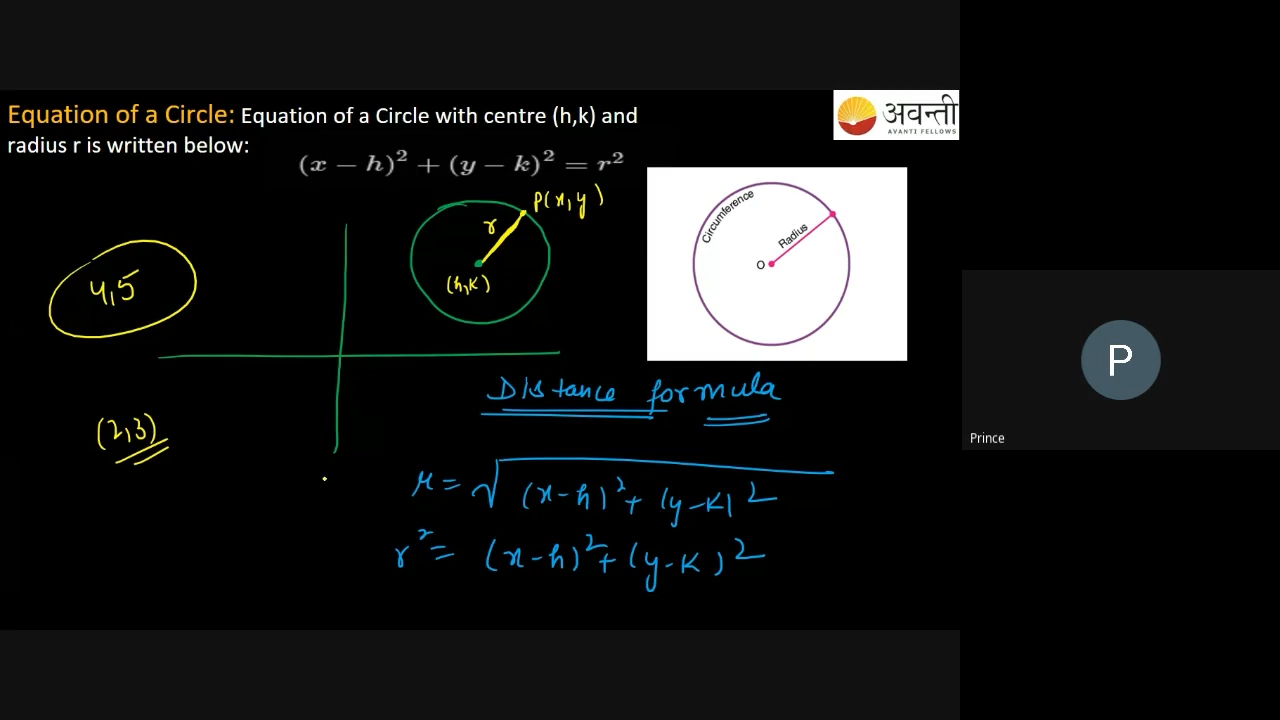 Equation of a Circle: Equation of a Circle with centre (h,k) and
radius r is written below:
(x − h)² + (y − k)² = r²
अवन्ती
AVANTI FELLOWS
P(x,y)
r
(h,k)
4,5
(2,3)
Circumference
Radius
O
Distance formula
r = √(x-h)²+(y-k)²
r² = (x-h)²+(y-k)²
P
Prince